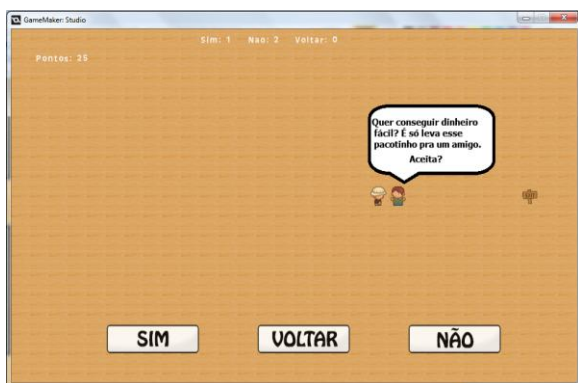 GameMaker: Studio
Sim: 1 Nao: 2 Voltar: 0
Pontos: 25
Quer conseguir dinheiro
fácil? É só leva esse
pacotinho pra um amigo.
Aceita?
SIM VOLTAR NÃO